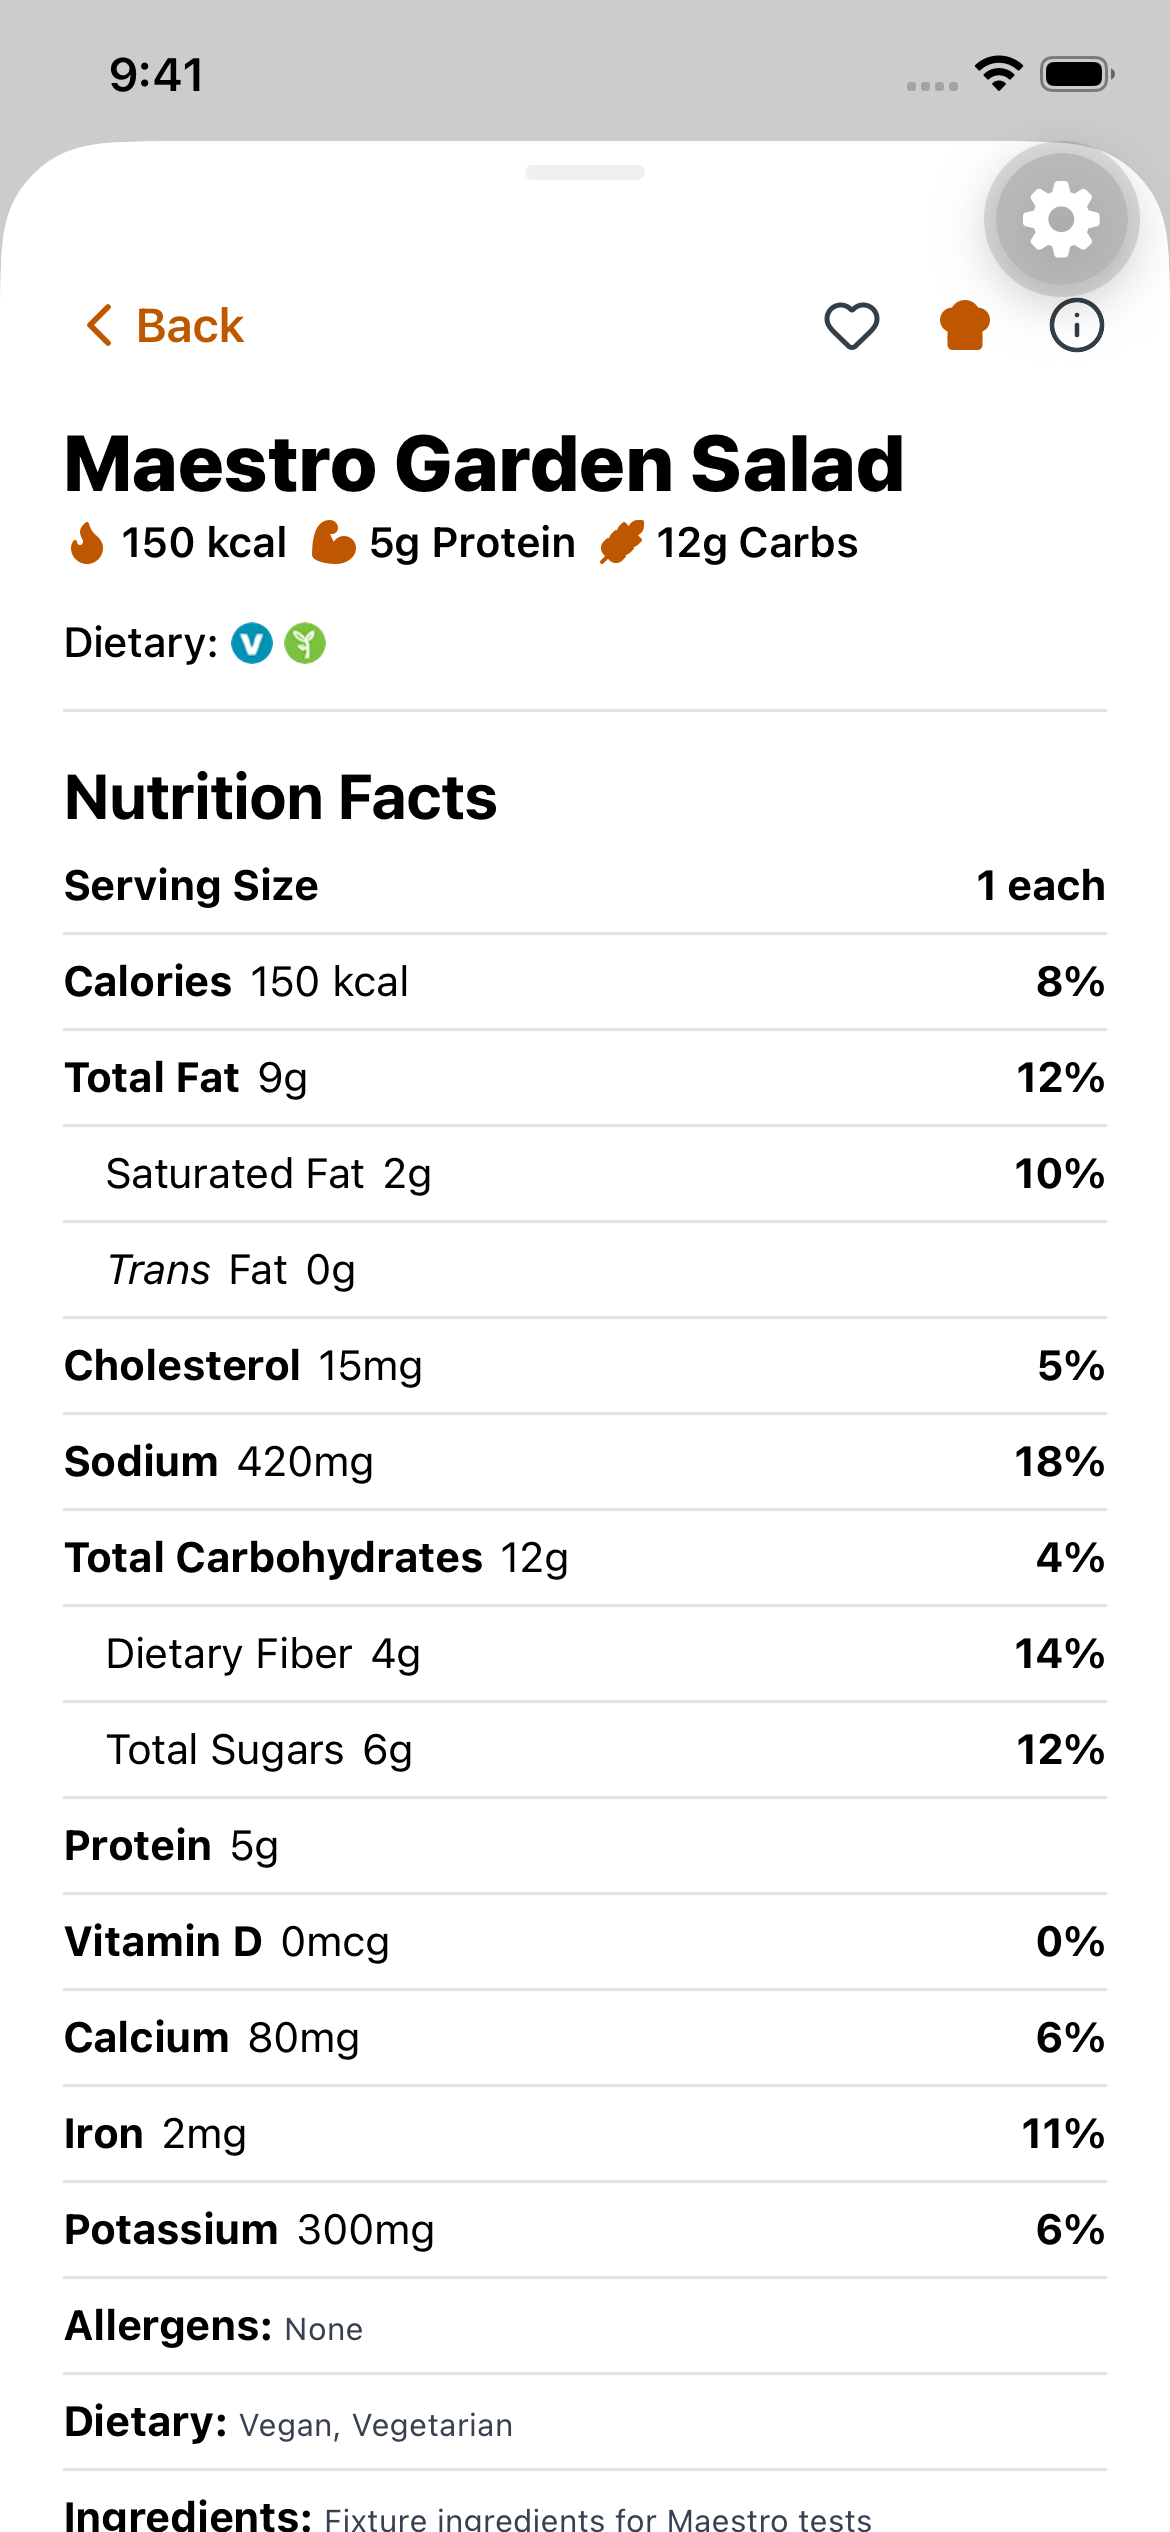 9:41
Back
Maestro Garden Salad
150 kcal 5g Protein 12g Carbs
Dietary: V
Nutrition Facts
Serving Size 1 each
Calories 150 kcal 8%
Total Fat 9g 12%
Saturated Fat 2g 10%
Trans Fat 0g
Cholesterol 15mg 5%
Sodium 420mg 18%
Total Carbohydrates 12g 4%
Dietary Fiber 4g 14%
Total Sugars 6g 12%
Protein 5g
Vitamin D 0mcg 0%
Calcium 80mg 6%
Iron 2mg 11%
Potassium 300mg 6%
Allergens: None
Dietary: Vegan, Vegetarian
Ingredients: Fixture ingredients for Maestro tests